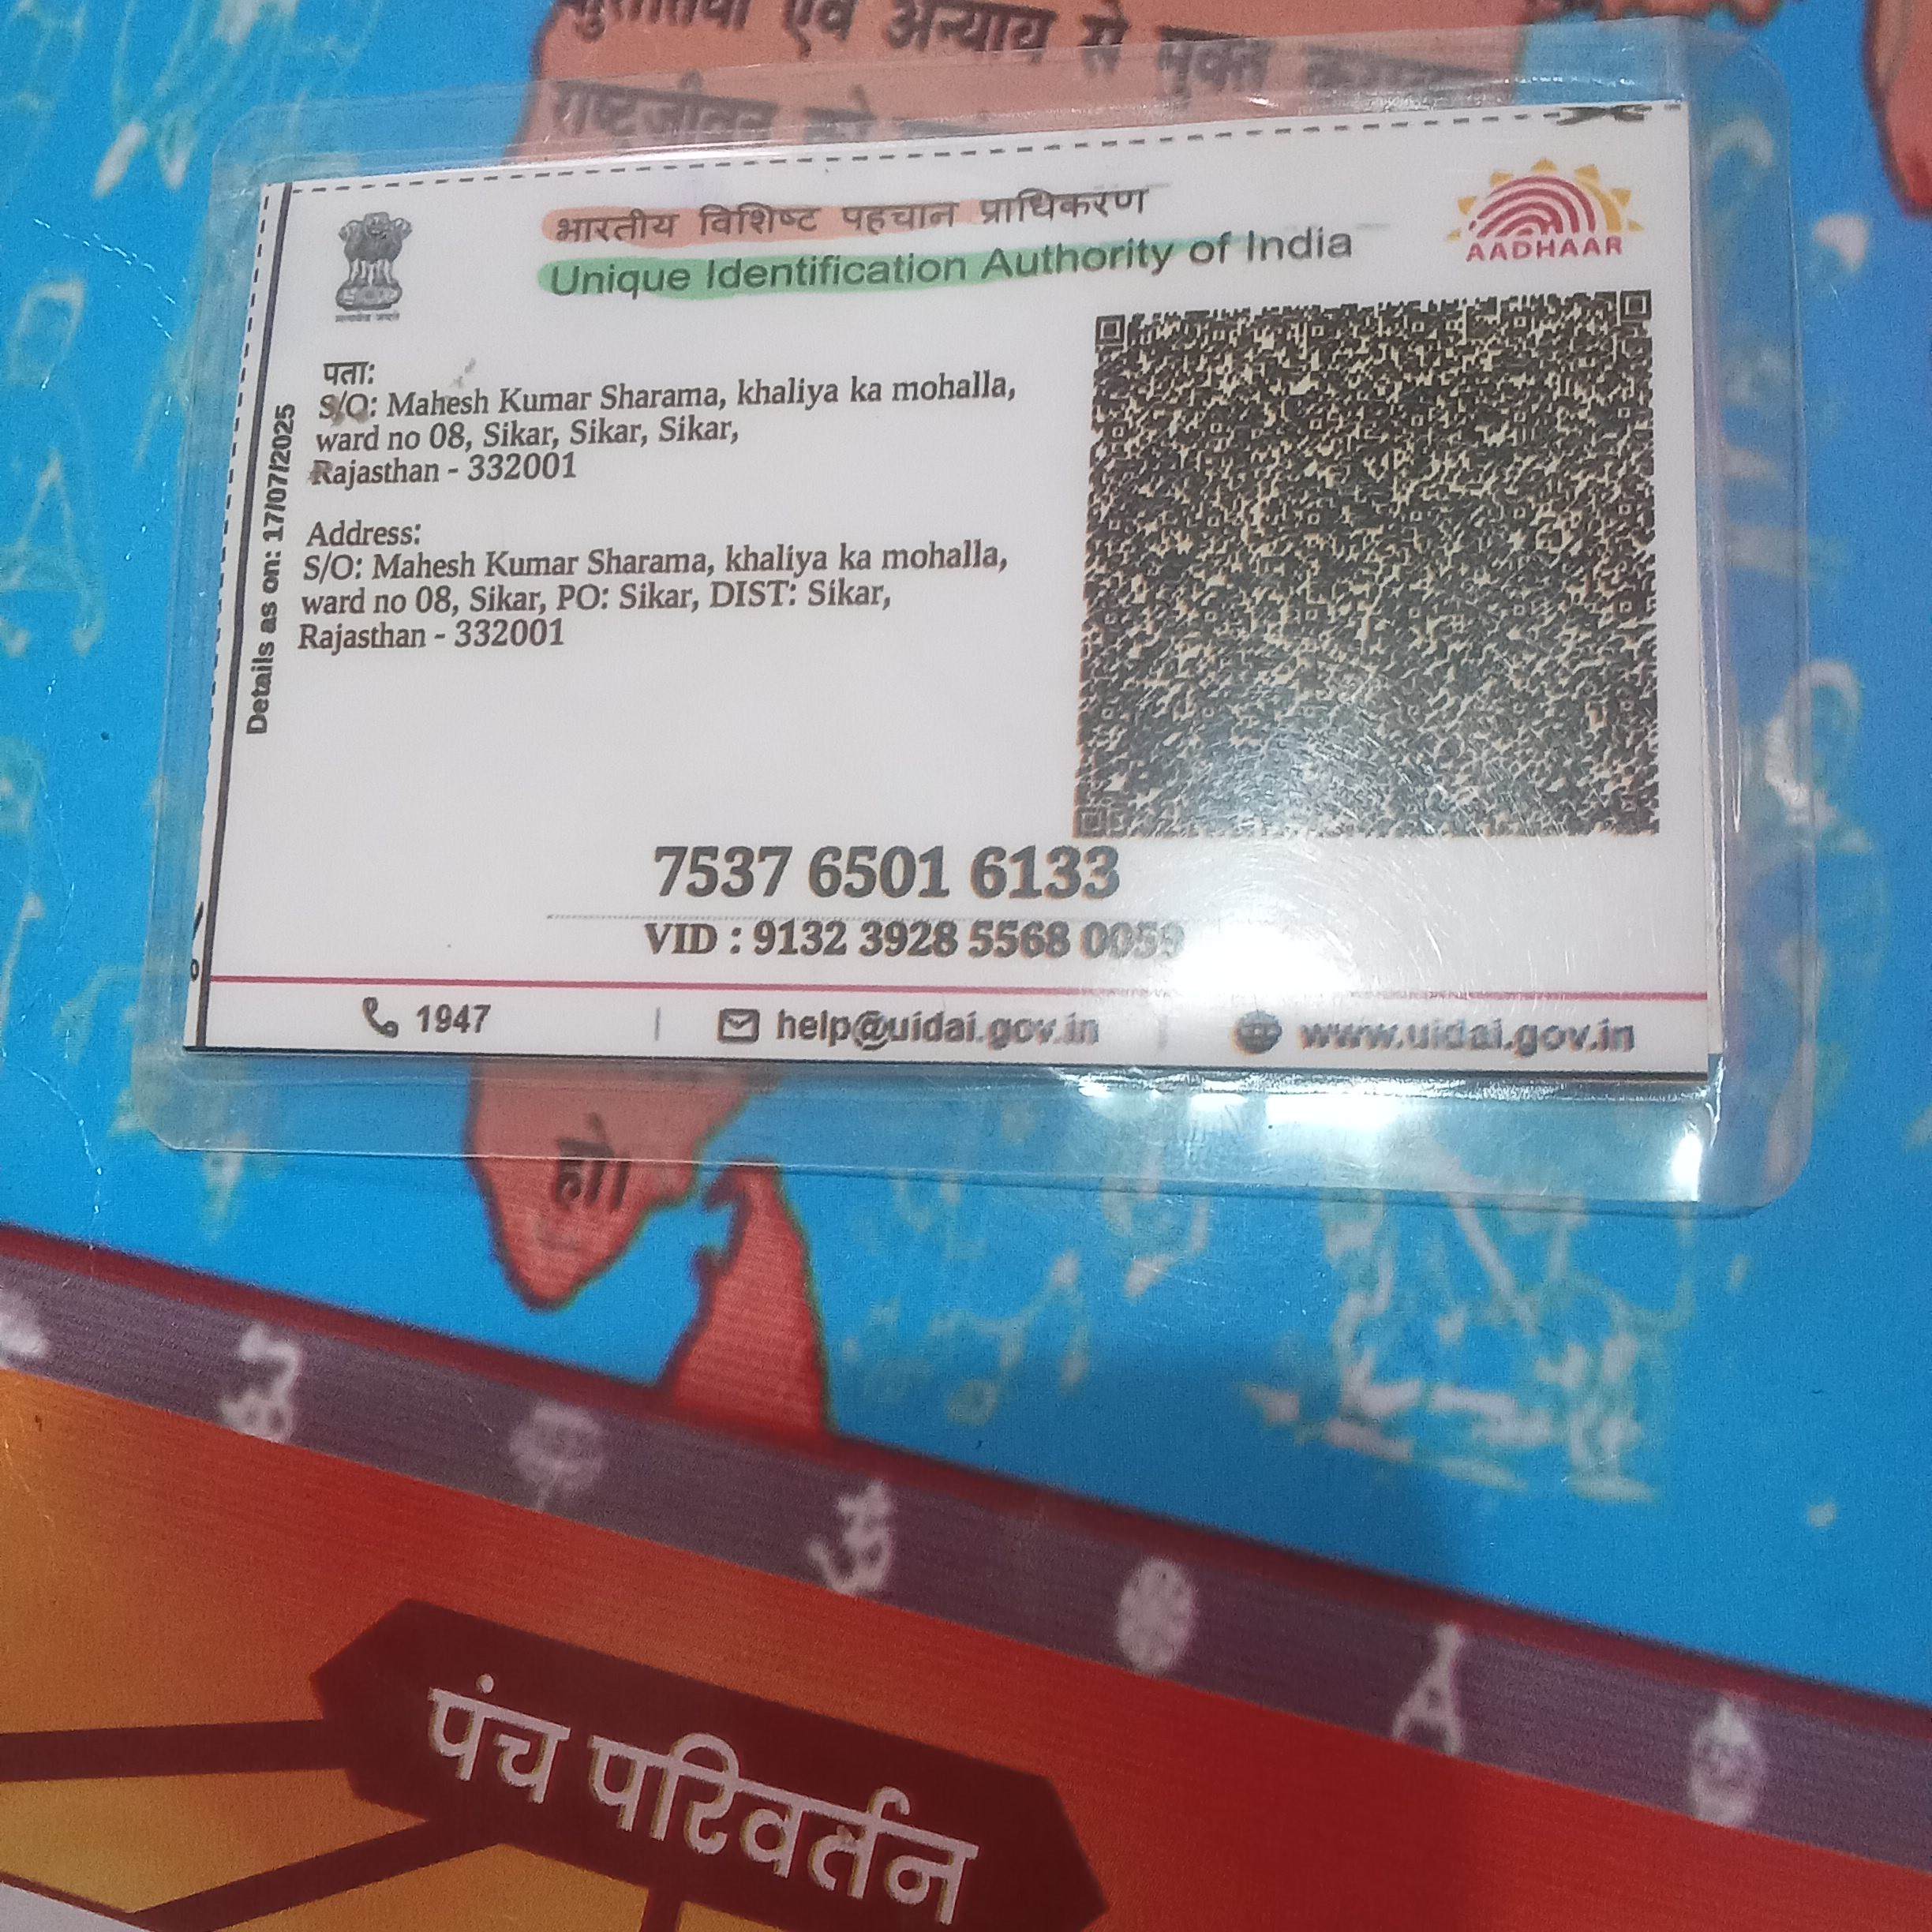 एवं अन्याय से मुक्त
भारतीय विशिष्ट पहचान प्राधिकरण
Unique Identification Authority of India
AADHAAR
Details as on: 17/07/2025
पता:
S/O: Mahesh Kumar Sharama, khaliya ka mohalla,
ward no 08, Sikar, Sikar, Sikar,
Rajasthan - 332001
Address:
S/O: Mahesh Kumar Sharama, khaliya ka mohalla,
ward no 08, Sikar, PO: Sikar, DIST: Sikar,
Rajasthan - 332001
7537 6501 6133
VID : 9132 3928 5568 0059
1947 | help@uidai.gov.in | www.uidai.gov.in
हो।
पंच परिवर्तन